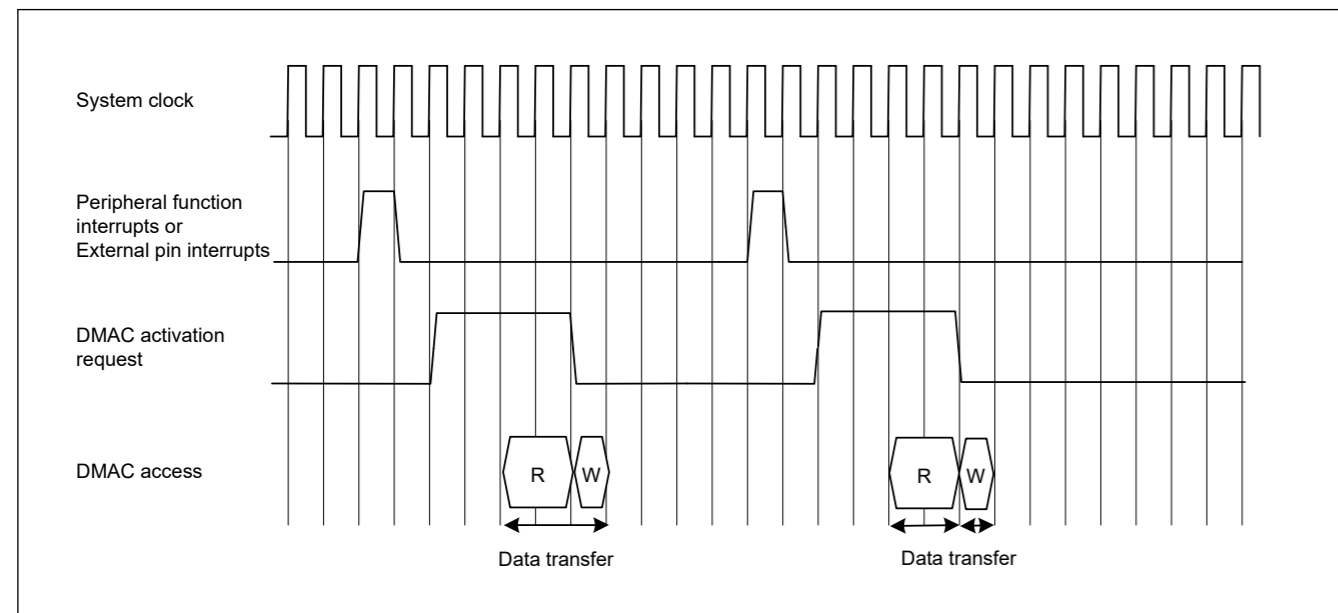 System clock
Peripheral function
interrupts or
External pin interrupts
DMAC activation
request
DMAC access
R
W
R
W
Data transfer
Data transfer